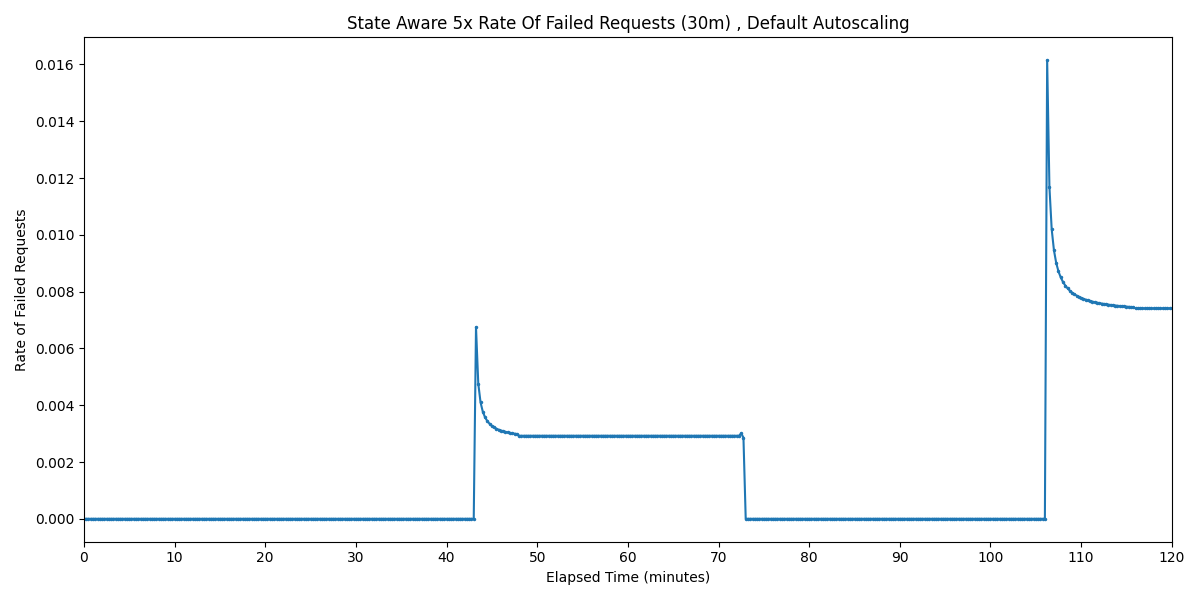 State Aware 5x Rate Of Failed Requests (30m) , Default Autoscaling
0.016
0.014
0.012
0.010
0.008
0.006
0.004
0.002
0.000
Rate of Failed Requests
0 10 20 30 40 50 60 70 80 90 100 110 120
Elapsed Time (minutes)